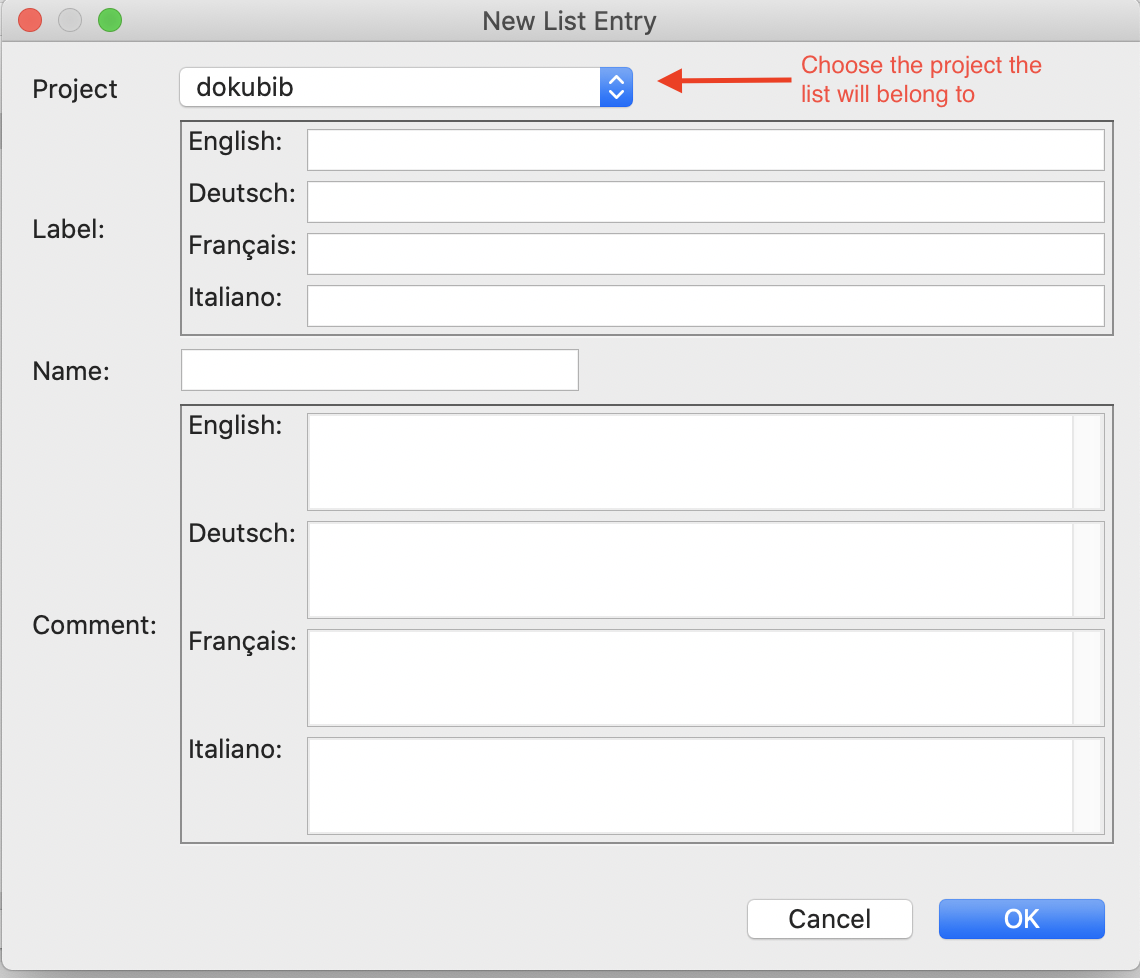 New List Entry
Project
dokubib
Choose the project the
list will belong to
Label:
English:
Deutsch:
Français:
Italiano:
Name:
Comment:
English:
Deutsch:
Français:
Italiano:
Cancel
OK